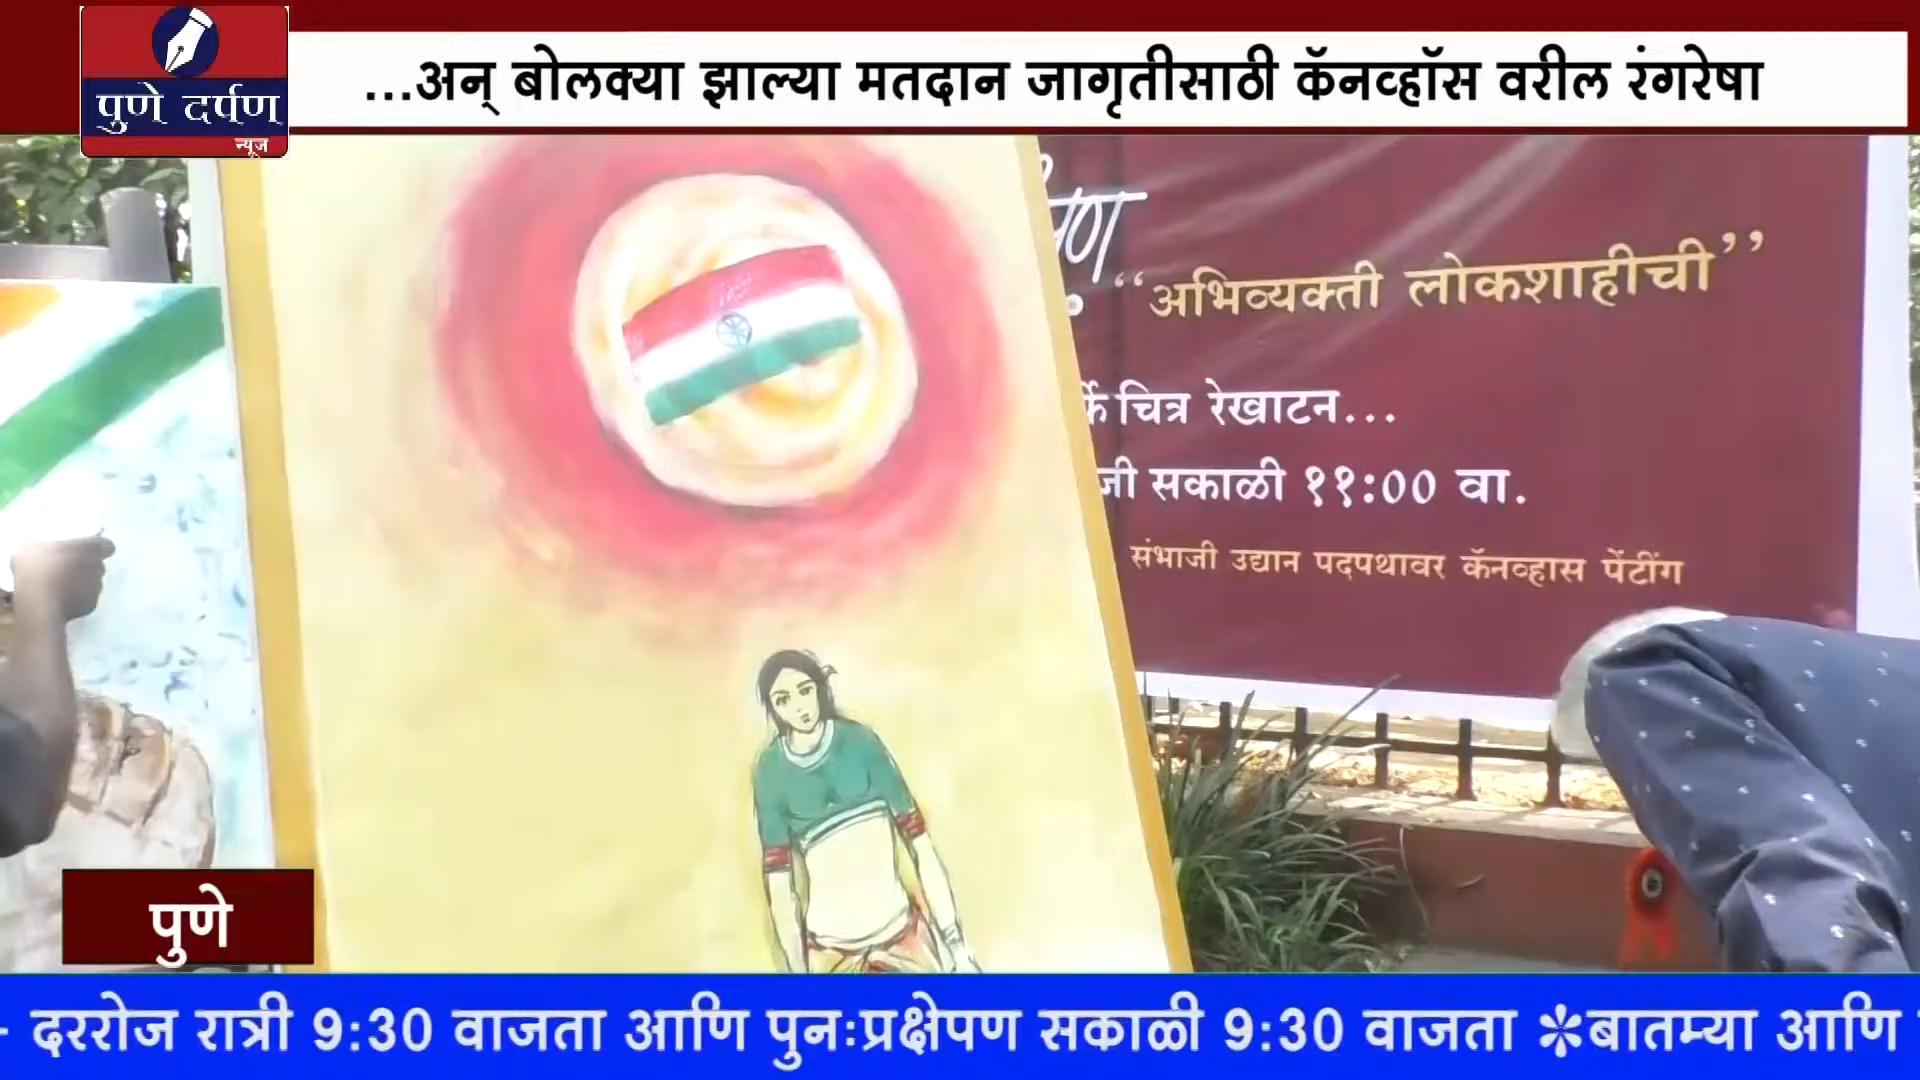 पुणे दर्पण
न्यूज
...अन् बोलक्या झाल्या मतदान जागृतीसाठी कॅनव्हॉस वरील रंगरेषा
“अभिव्यक्ती लोकशाहीची”
चित्र रेखाटन...
सकाळी ११:00 वा.
संभाजी उद्यान पदपथावर कॅनव्हास पेंटींग
पुणे
दररोज रात्री 9:30 वाजता आणि पुनःप्रक्षेपण सकाळी 9:30 वाजता ✻बातम्या आणि